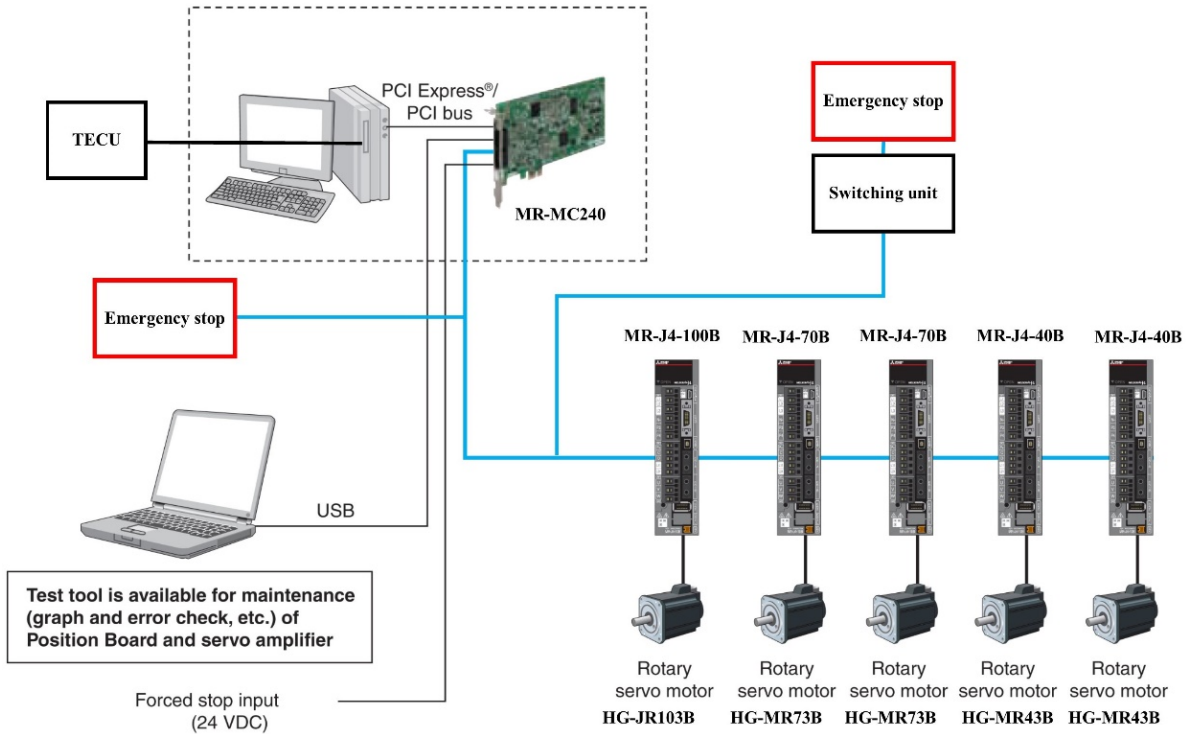 PCI Express®/
PCI bus
TECU
MR-MC240
Emergency stop
Switching unit
Emergency stop
MR-J4-100B
MR-J4-70B
MR-J4-70B
MR-J4-40B
MR-J4-40B
USB
Test tool is available for maintenance
(graph and error check, etc.) of
Position Board and servo amplifier
Forced stop input
(24 VDC)
Rotary
servo motor
HG-JR103B
Rotary
servo motor
HG-MR73B
Rotary
servo motor
HG-MR73B
Rotary
servo motor
HG-MR43B
Rotary
servo motor
HG-MR43B